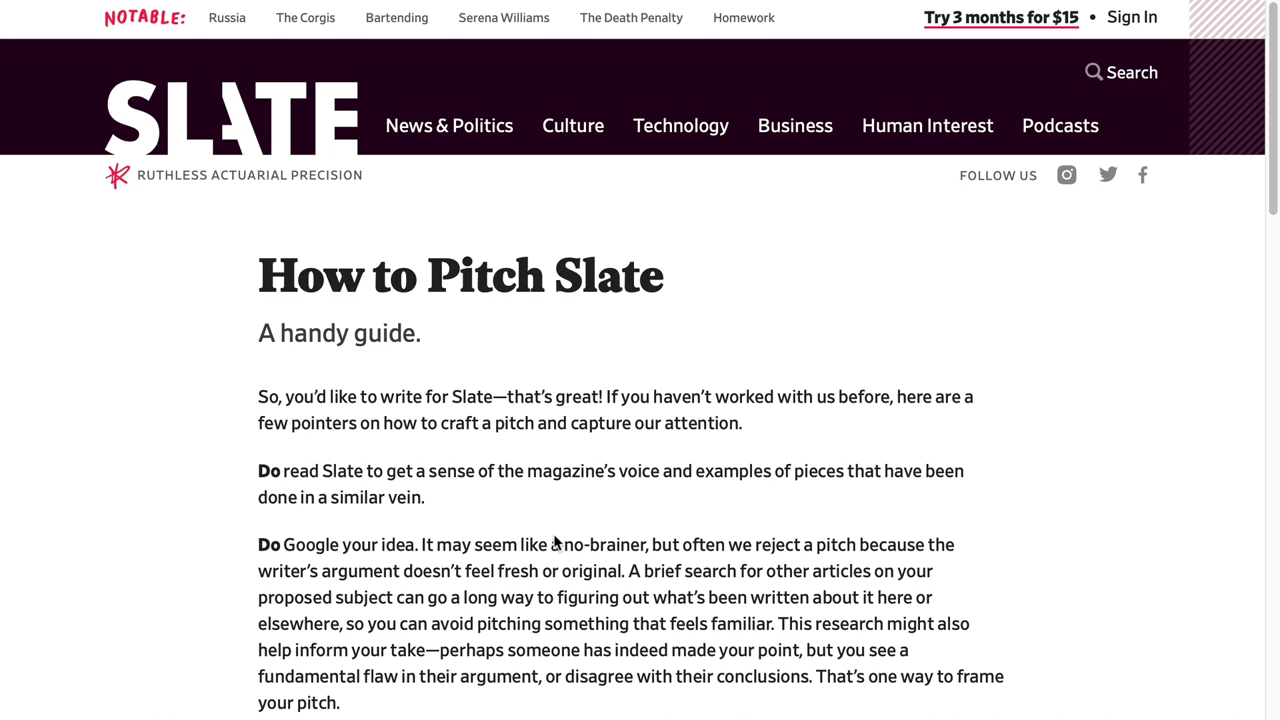 NOTABLE: Russia The Corgis Bartending Serena Williams The Death Penalty Homework Try 3 months for $15 • Sign In
Search
SLATE News & Politics Culture Technology Business Human Interest Podcasts
RUTHLESS ACTUARIAL PRECISION FOLLOW US
How to Pitch Slate
A handy guide.
So, you’d like to write for Slate—that’s great! If you haven’t worked with us before, here are a
few pointers on how to craft a pitch and capture our attention.
Do read Slate to get a sense of the magazine’s voice and examples of pieces that have been
done in a similar vein.
Do Google your idea. It may seem like a no-brainer, but often we reject a pitch because the
writer’s argument doesn’t feel fresh or original. A brief search for other articles on your
proposed subject can go a long way to figuring out what’s been written about it here or
elsewhere, so you can avoid pitching something that feels familiar. This research might also
help inform your take—perhaps someone has indeed made your point, but you see a
fundamental flaw in their argument, or disagree with their conclusions. That’s one way to frame
your pitch.